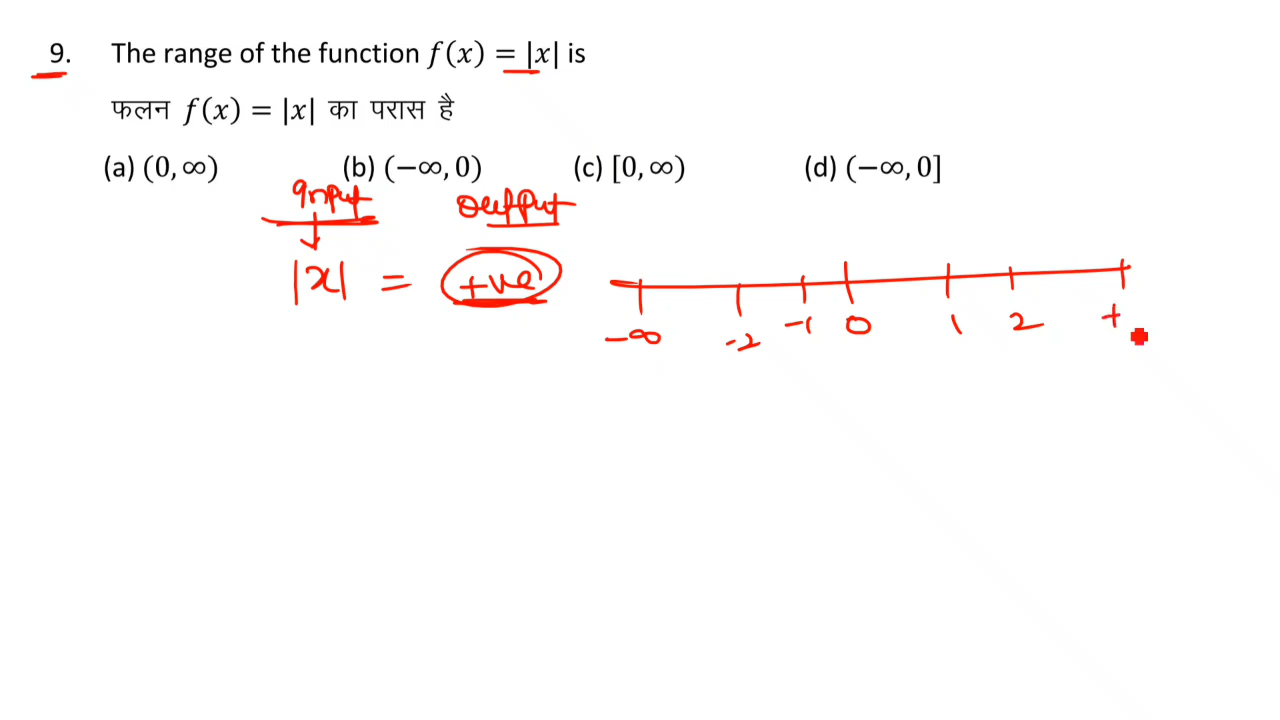 9. The range of the function f(x) = |x| is
फलन f(x) = |x| का परास है
(a) (0, ∞) (b) (−∞, 0) (c) [0, ∞) (d) (−∞, 0]
Input output
|x| = +ve
-∞ -2 -1 0 1 2 +